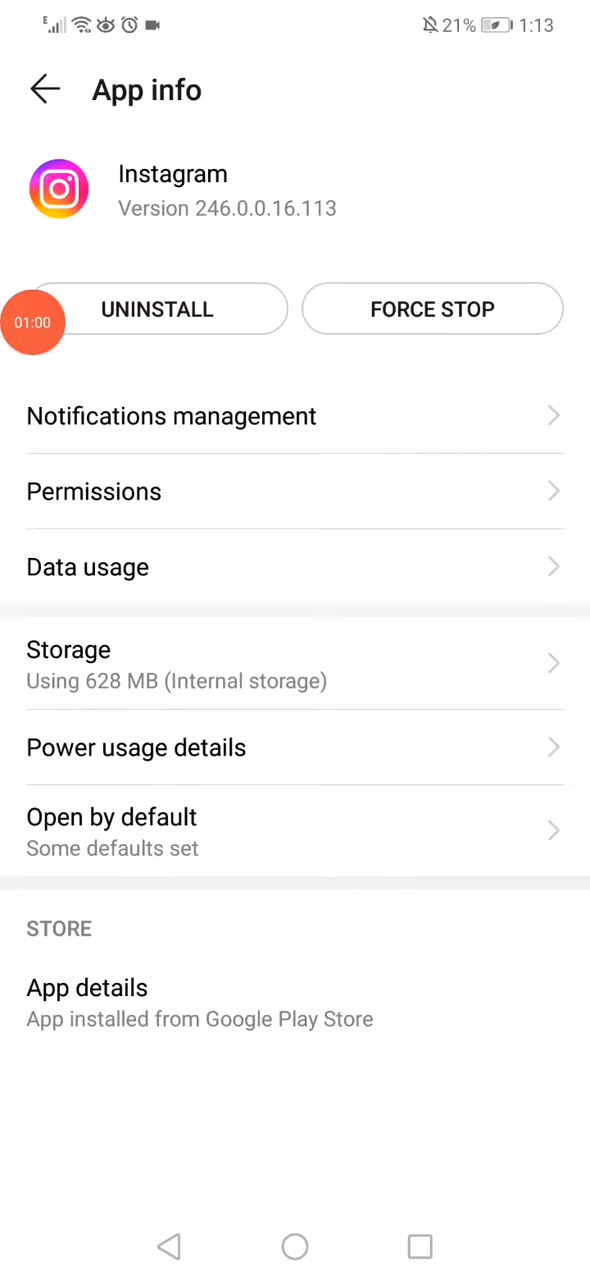 E 21% 1:13
App info
Instagram
Version 246.0.0.16.113
UNINSTALL FORCE STOP
01:00
Notifications management
Permissions
Data usage
Storage
Using 628 MB (Internal storage)
Power usage details
Open by default
Some defaults set
STORE
App details
App installed from Google Play Store